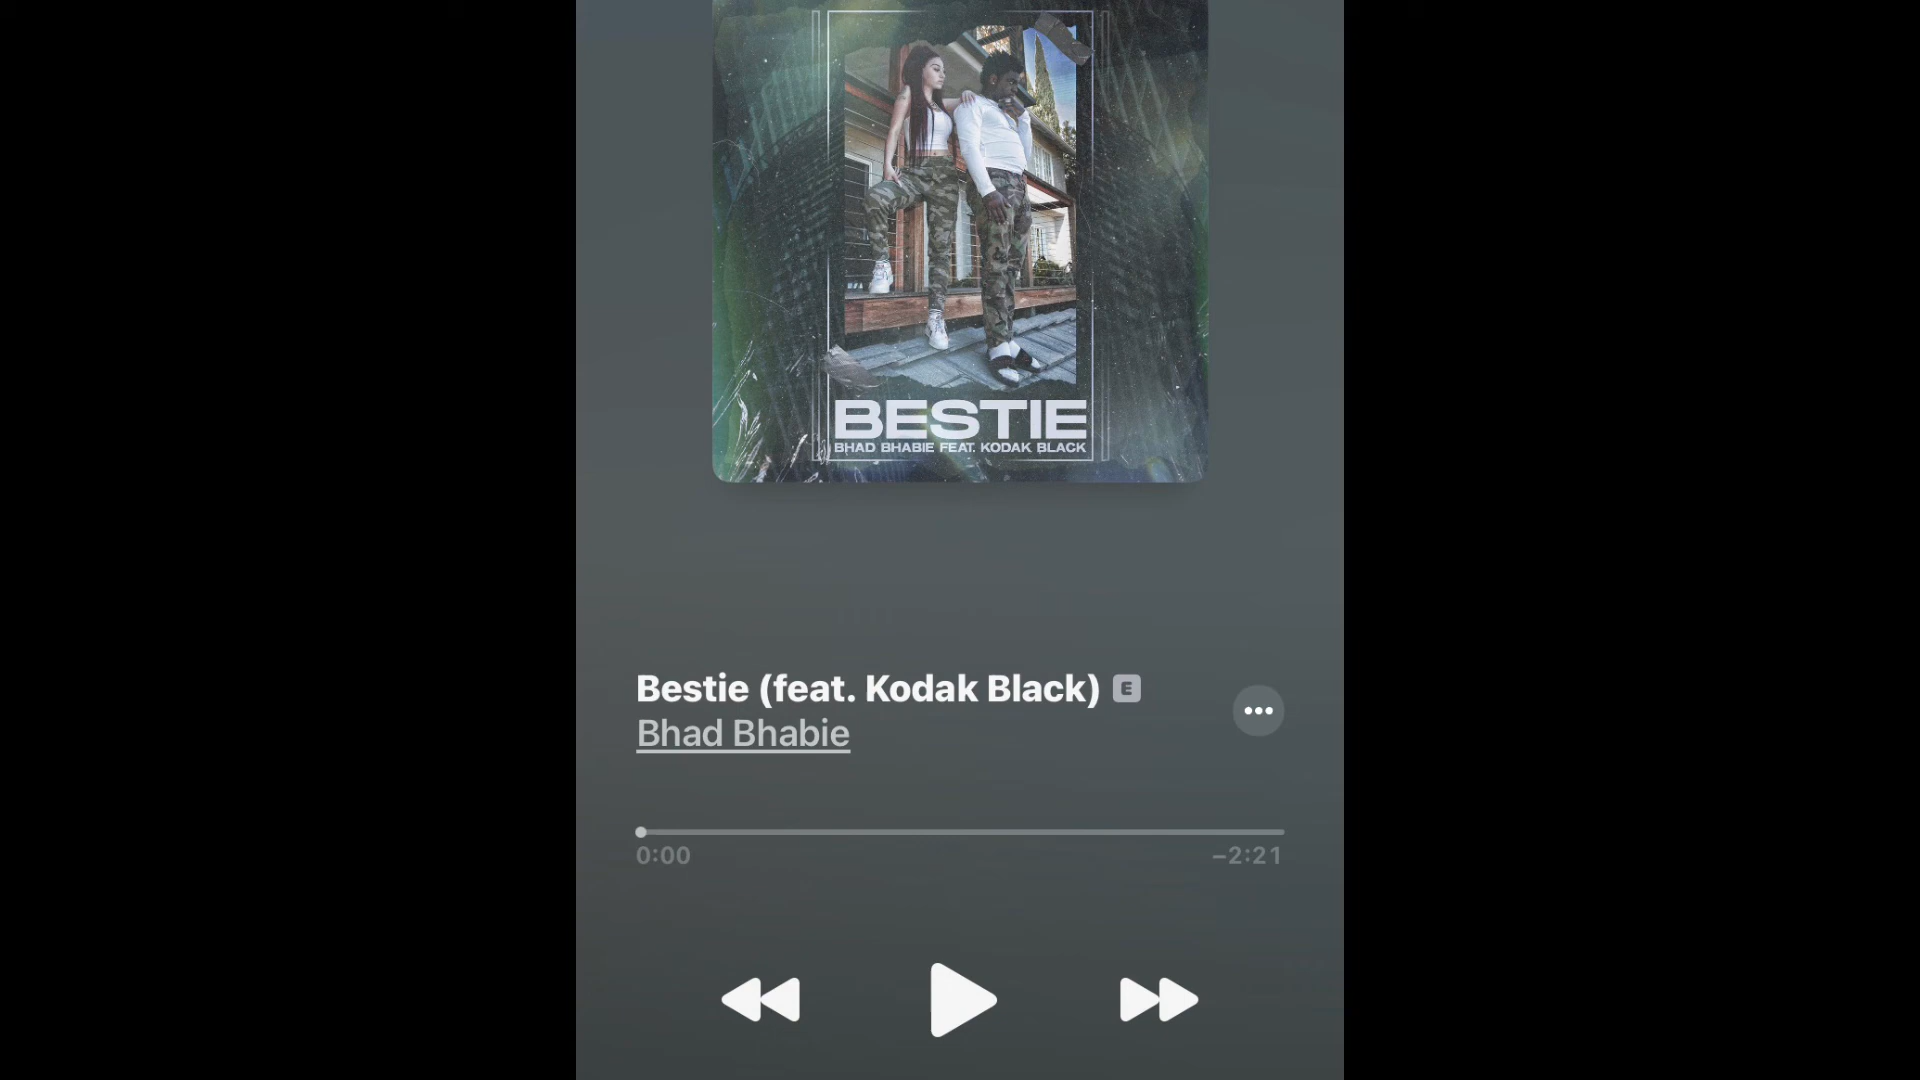 BESTIE
BHAD BHABIE FEAT. KODAK BLACK
Bestie (feat. Kodak Black) E
Bhad Bhabie
0:00
−2:21